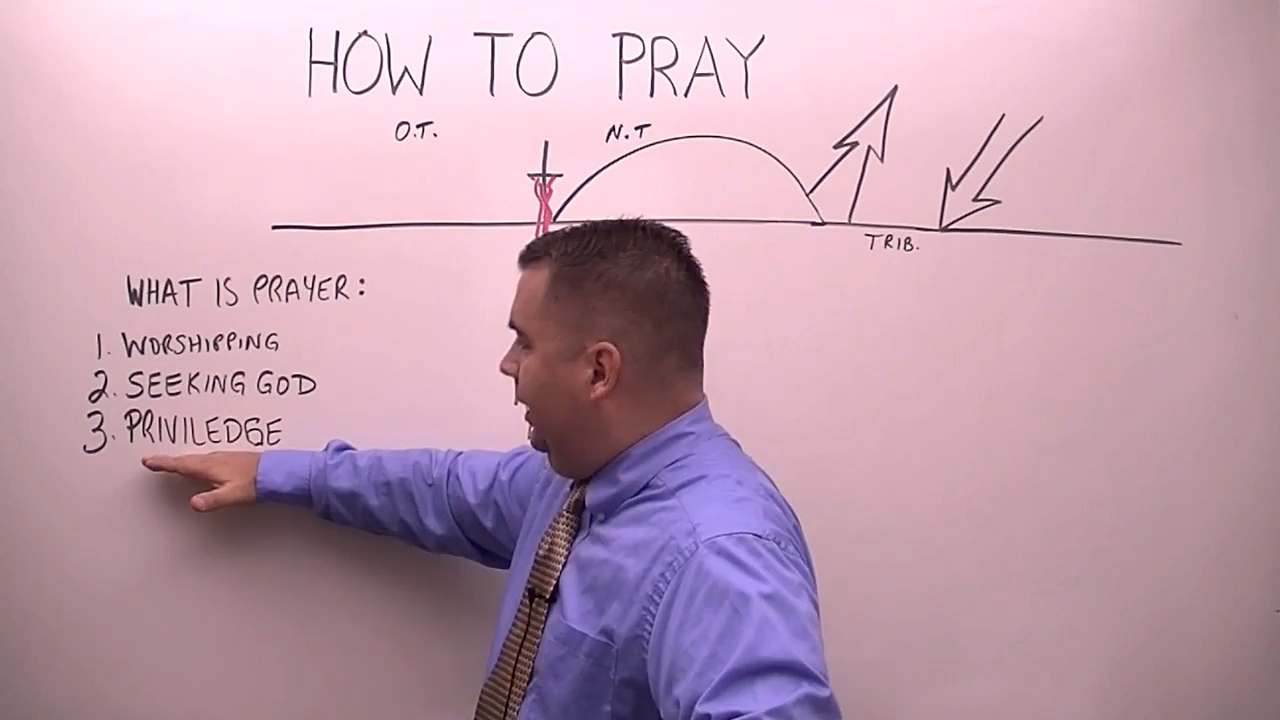 HOW TO PRAY
O.T. N.T
TRIB.
WHAT IS PRAYER:
1. WORSHIPPING
2. SEEKING GOD
3. PRIVILEDGE